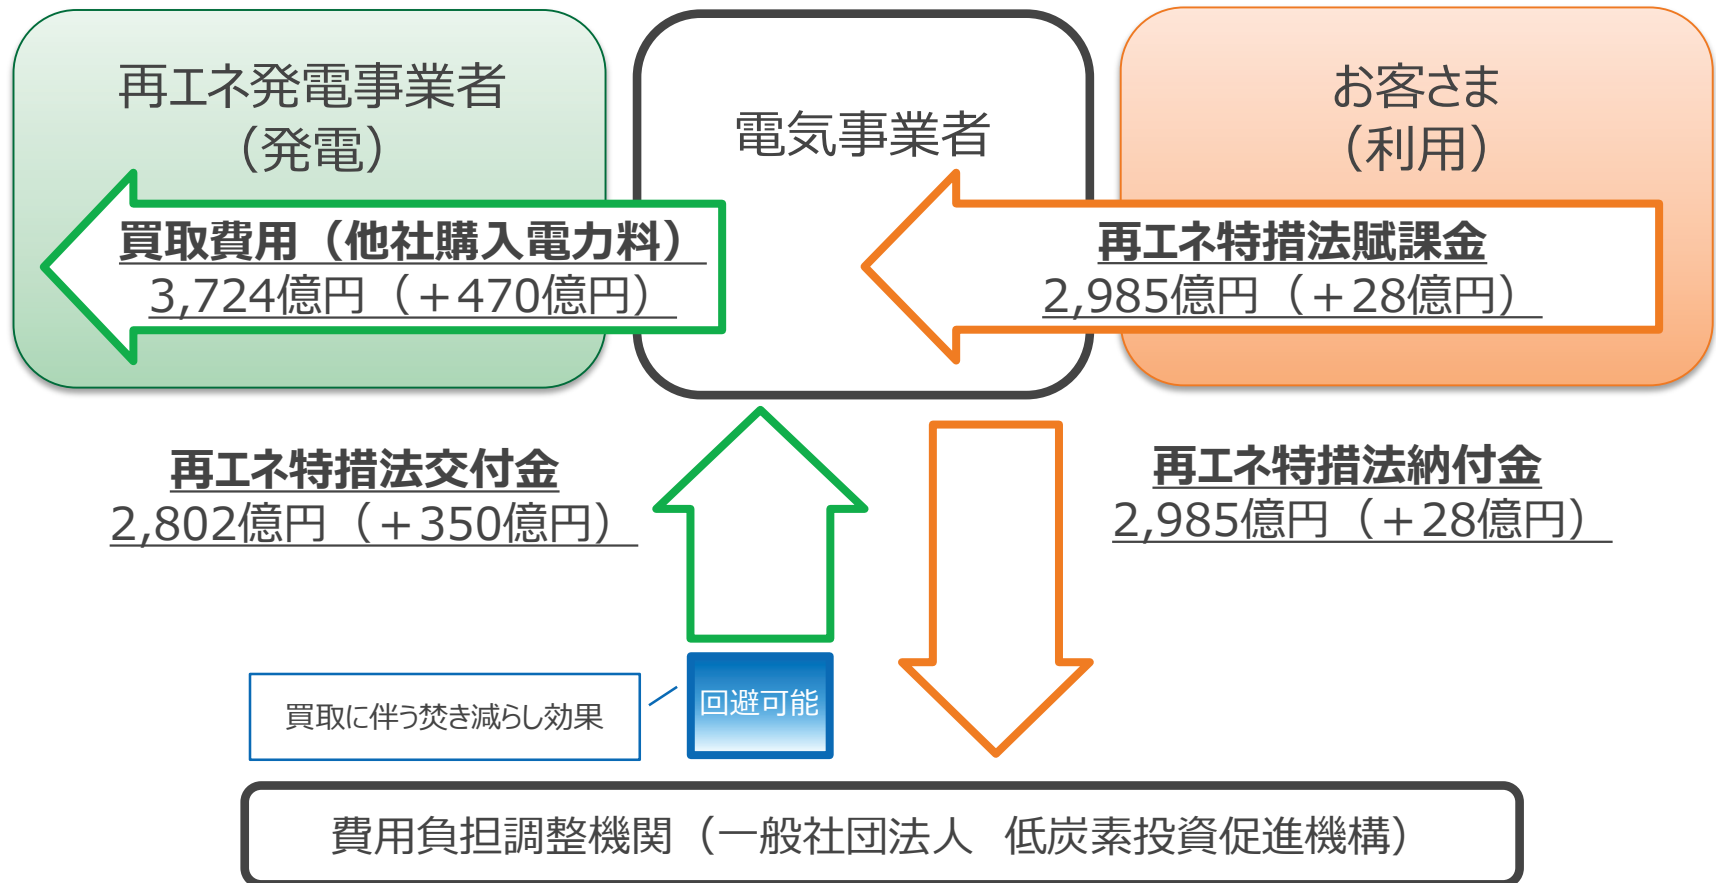 再エネ発電事業者
（発電）
買取費用（他社購入電力料）
3,724億円（＋470億円）
電気事業者
お客さま
（利用）
再エネ特措法賦課金
2,985億円（＋28億円）
再エネ特措法交付金
2,802億円（＋350億円）
再エネ特措法納付金
2,985億円（＋28億円）
買取に伴う焚き減らし効果
回避可能
費用負担調整機関（一般社団法人　低炭素投資促進機構）